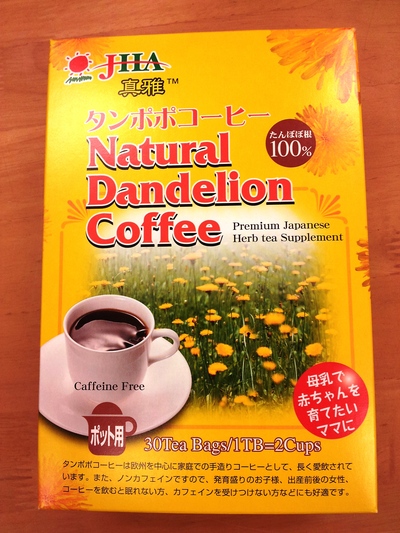 JHA
真雅™
タンポポコーヒー
Natural
Dandelion
Coffee
たんぽぽ根
100%
Premium Japanese
Herb tea Supplement
Caffeine Free
母乳で
赤ちゃんを
育てたい
ママに
ポット用
30Tea Bags/1TB=2Cups
タンポポコーヒーは欧州を中心に家庭での手造りコーヒーとして、長く愛飲されて
います。また、ノンカフェインですので、発育盛りのお子様、出産前後の女性、
コーヒーを飲むと眠れない方、カフェインを受けつけない方などにも好適です。